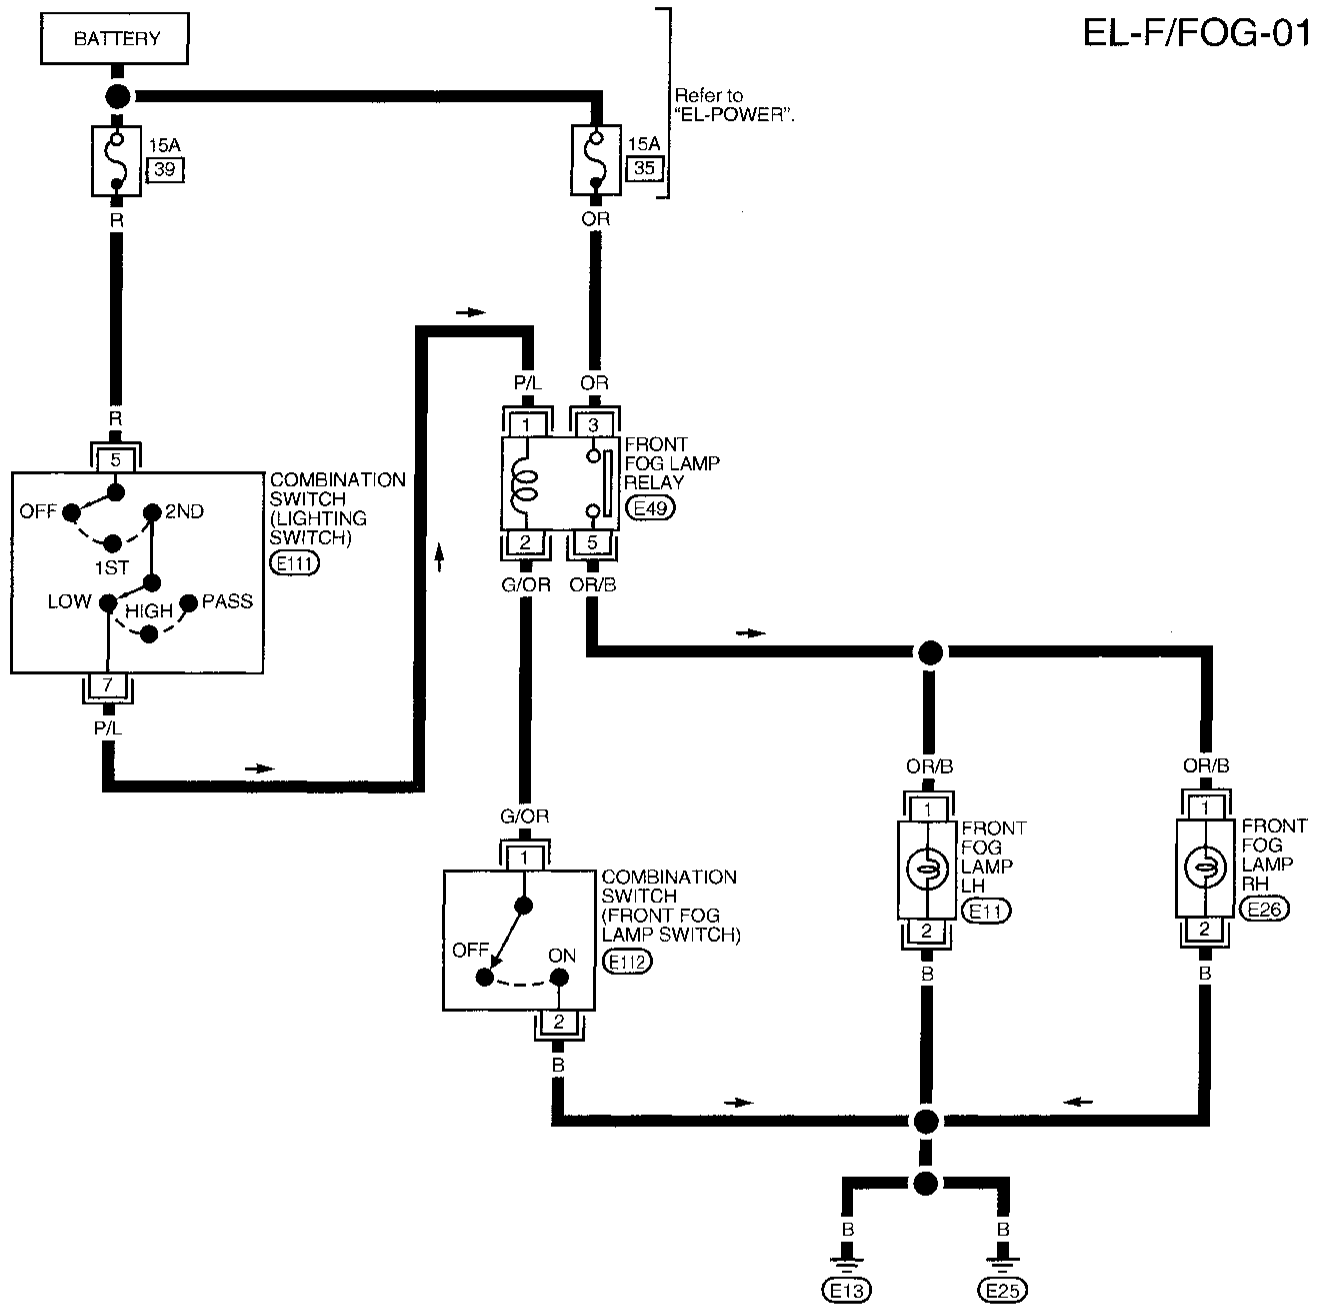 EL-F/FOG-01
BATTERY
Refer to
"EL-POWER".
15A
39
15A
35
R
OR
R
P/L
OR
5
1
3
FRONT
FOG LAMP
RELAY
E49
COMBINATION
SWITCH
(LIGHTING
SWITCH)
E111
OFF
2ND
1ST
LOW
HIGH
PASS
2
5
G/OR
OR/B
7
P/L
OR/B
OR/B
G/OR
1
1
1
FRONT
FOG
LAMP
LH
E11
FRONT
FOG
LAMP
RH
E26
COMBINATION
SWITCH
(FRONT FOG
LAMP SWITCH)
E112
OFF
ON
2
2
B
B
2
B
B
B
E13
E25